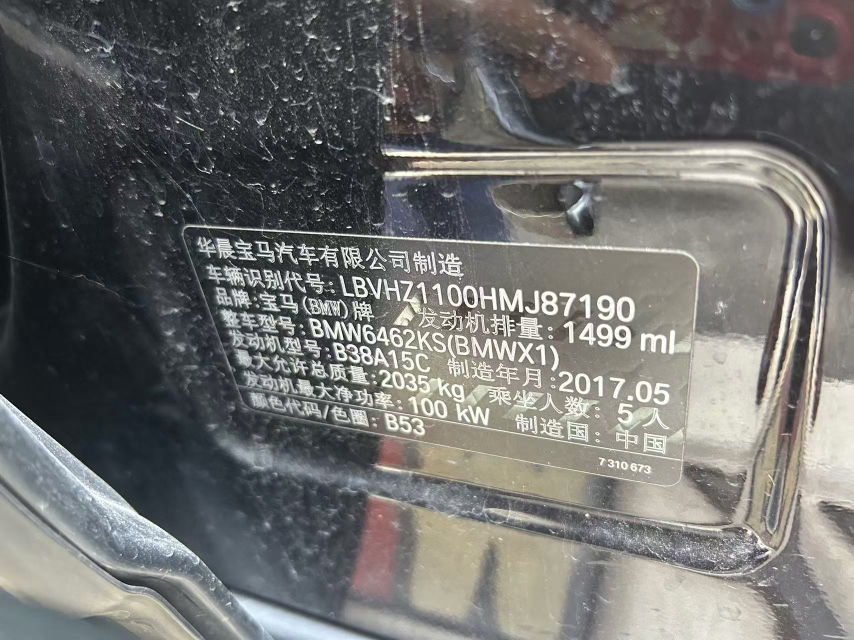 华晨宝马汽车有限公司制造
车辆识别代号: LBVHZ1100HMJ87190
品牌: 宝马(BMW)牌 发动机排量: 1499 ml
整车型号: BMW6462KS(BMWX1)
发动机型号: B38A15C 制造年月: 2017.05
最大允许总质量: 2035 kg 乘坐人数: 5 人
发动机最大净功率: 100 kW 制造国: 中国
颜色代码/色圈: B53
7 310 673